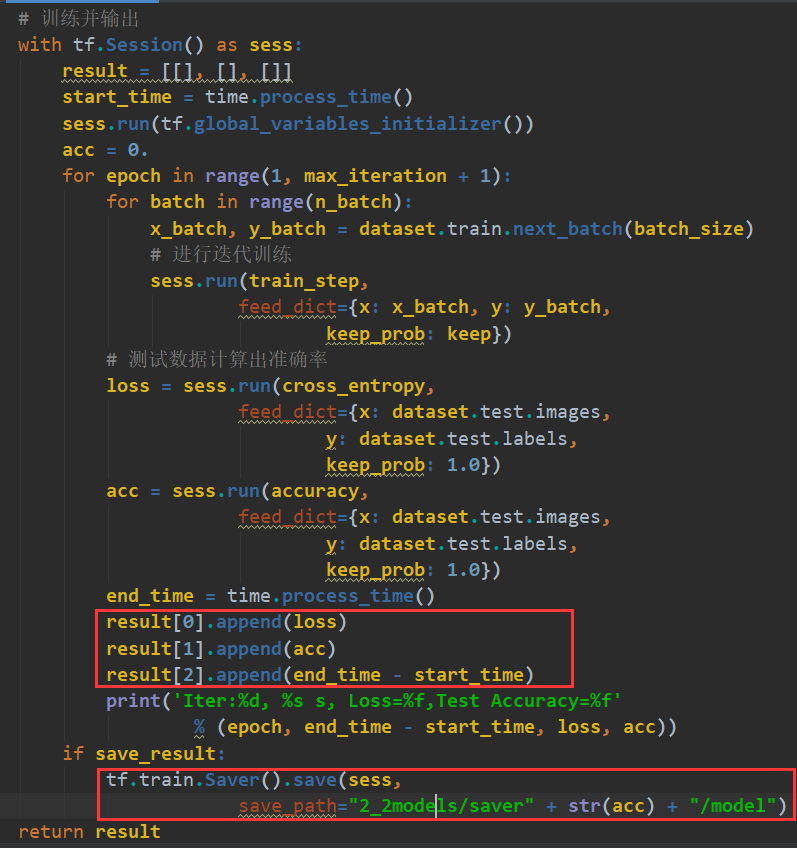 # 训练并输出
with tf.Session() as sess:
    result = [[], [], []]
    start_time = time.process_time()
    sess.run(tf.global_variables_initializer())
    acc = 0.
    for epoch in range(1, max_iteration + 1):
        for batch in range(n_batch):
            x_batch, y_batch = dataset.train.next_batch(batch_size)
            # 进行迭代训练
            sess.run(train_step,
                    feed_dict={x: x_batch, y: y_batch,
                            keep_prob: keep})
        # 测试数据计算出准确率
        loss = sess.run(cross_entropy,
                    feed_dict={x: dataset.test.images,
                            y: dataset.test.labels,
                            keep_prob: 1.0})
        acc = sess.run(accuracy,
                    feed_dict={x: dataset.test.images,
                            y: dataset.test.labels,
                            keep_prob: 1.0})
        end_time = time.process_time()
        result[0].append(loss)
        result[1].append(acc)
        result[2].append(end_time - start_time)
        print('Iter:%d, %s s, Loss=%f,Test Accuracy=%f'
                % (epoch, end_time - start_time, loss, acc))
    if save_result:
        tf.train.Saver().save(sess,
                    save_path="2_2models/saver" + str(acc) + "/model")
return result